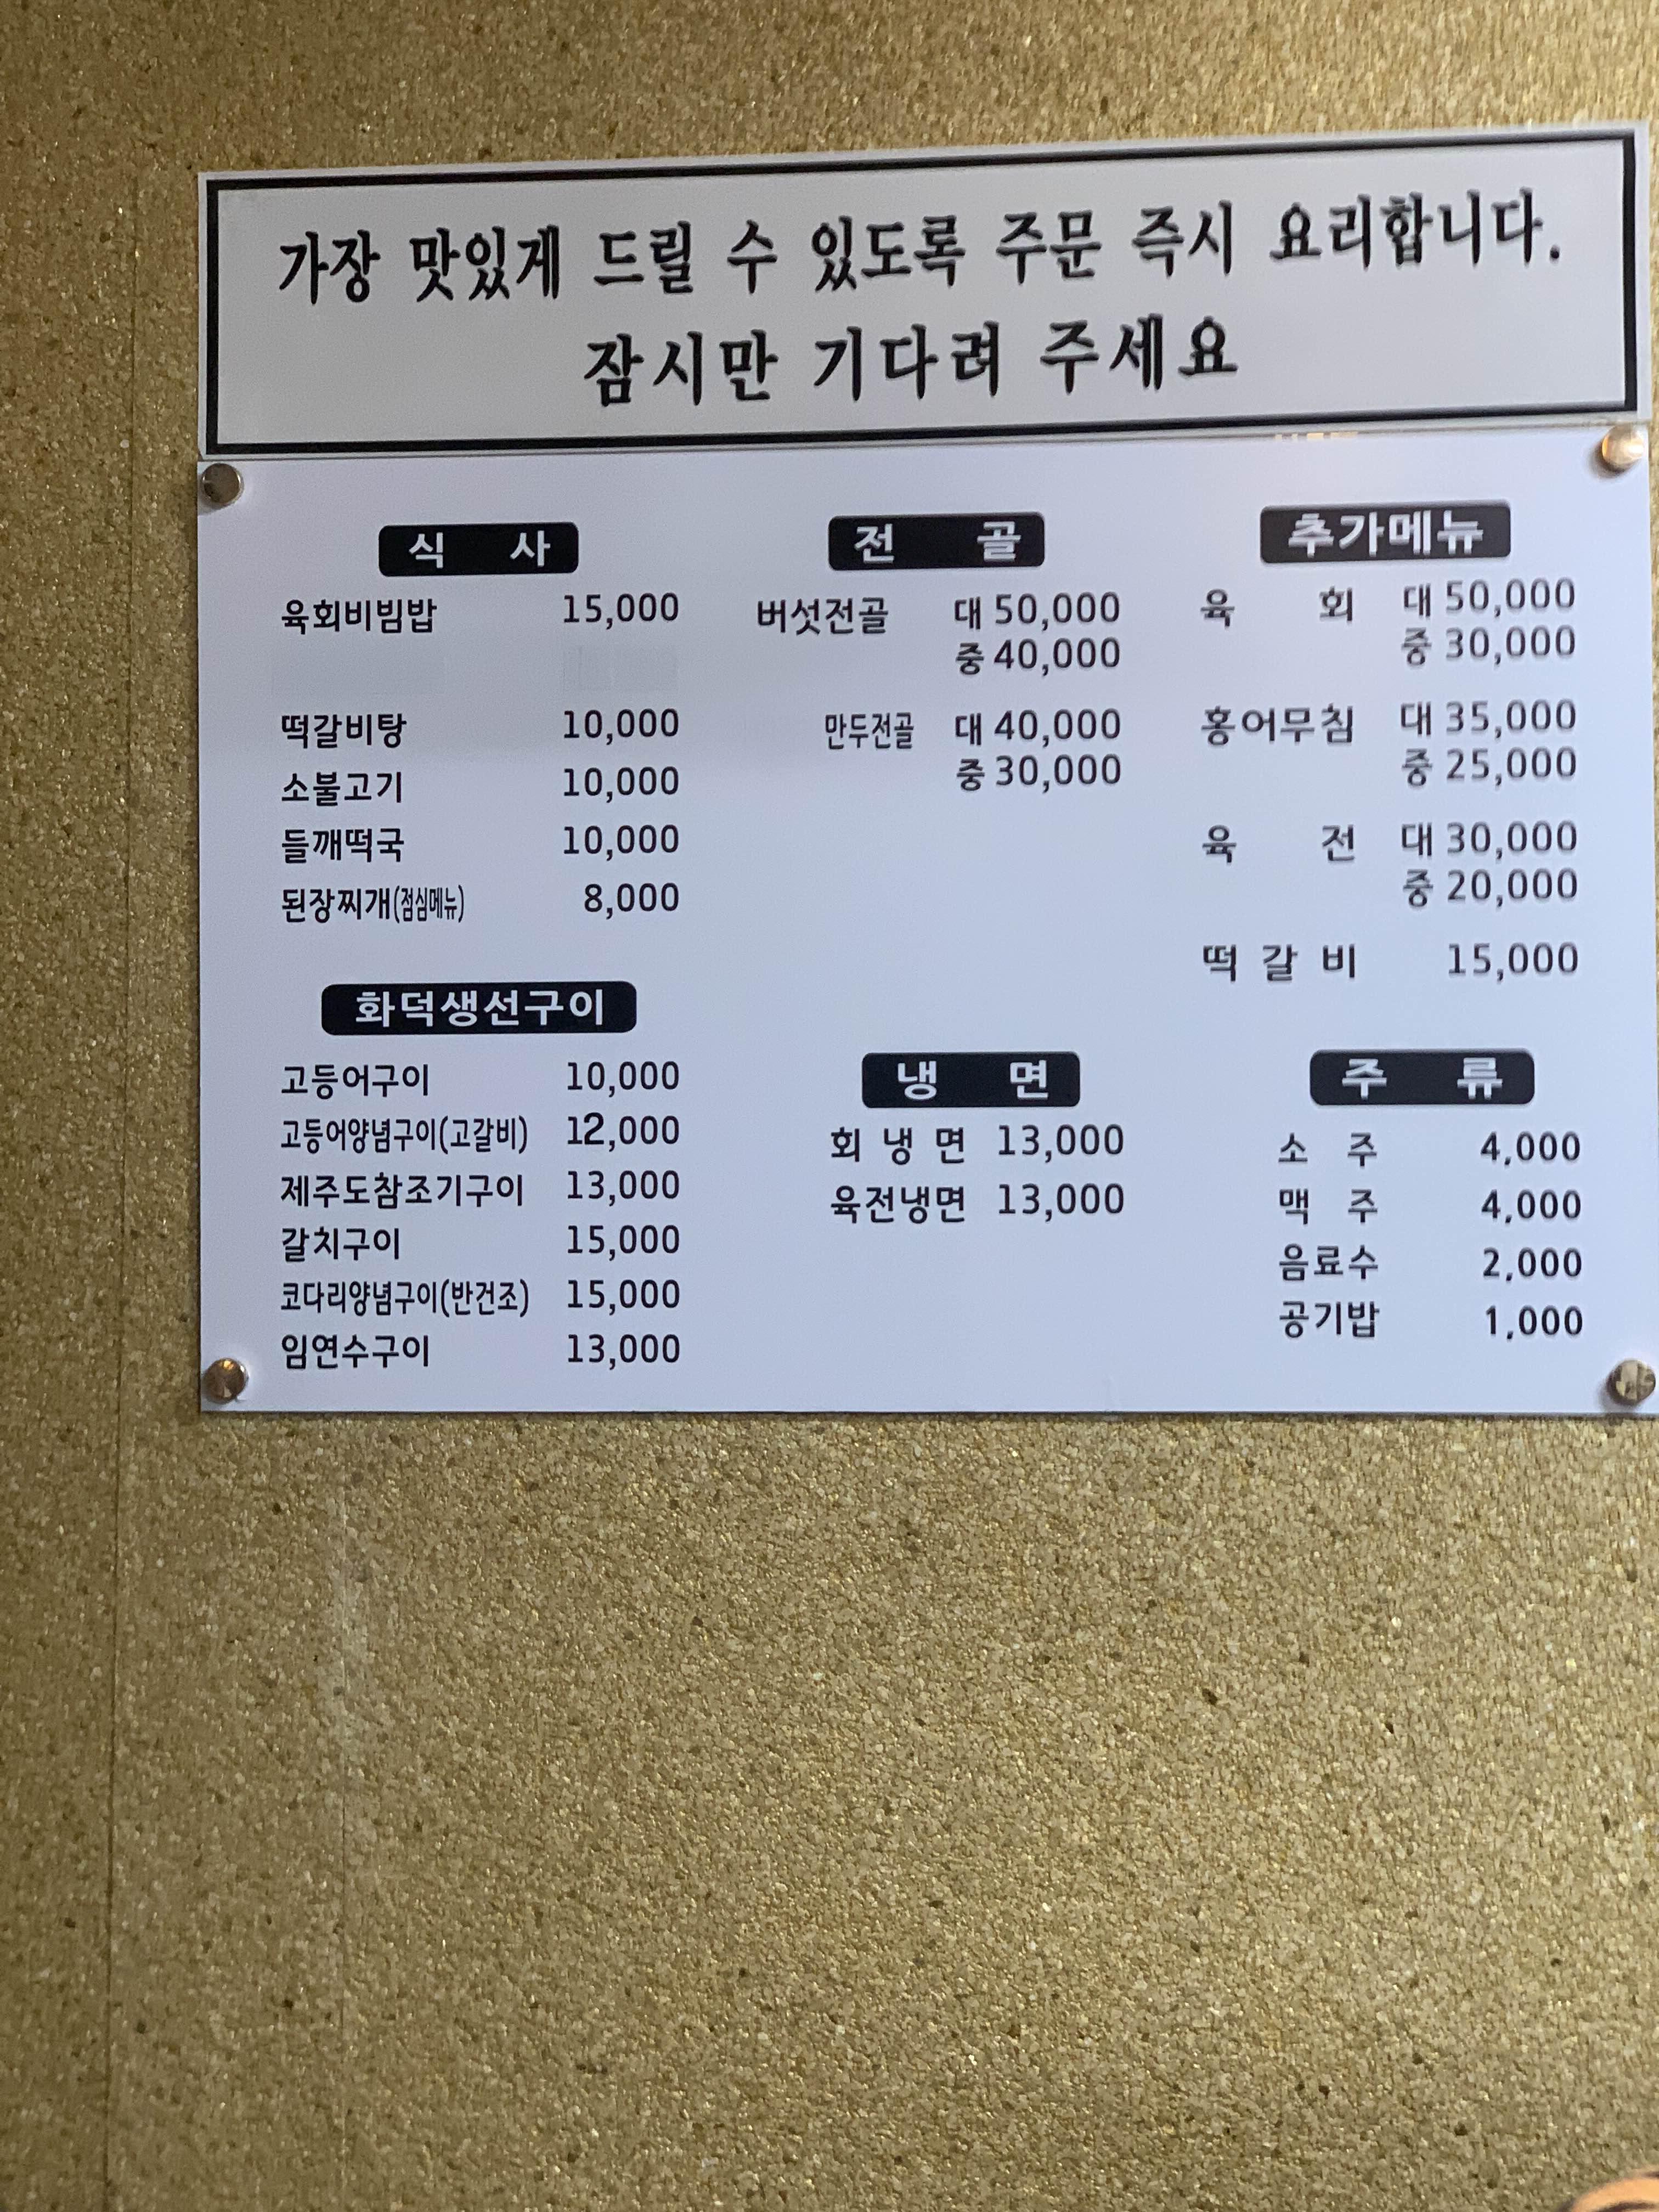 가장 맛있게 드릴 수 있도록 주문 즉시 요리합니다.
잠시만 기다려 주세요
식 사
육회비빔밥 15,000
떡갈비탕 10,000
소불고기 10,000
들깨떡국 10,000
된장찌개(점심메뉴) 8,000
화덕생선구이
고등어구이 10,000
고등어양념구이(고갈비) 12,000
제주도참조기구이 13,000
갈치구이 15,000
코다리양념구이(반건조) 15,000
임연수구이 13,000
전 골
버섯전골 대 50,000
중 40,000
만두전골 대 40,000
중 30,000
냉 면
회 냉 면 13,000
육전냉면 13,000
추가메뉴
육 회 대 50,000
중 30,000
홍어무침 대 35,000
중 25,000
육 전 대 30,000
중 20,000
떡 갈 비 15,000
주 류
소 주 4,000
맥 주 4,000
음료수 2,000
공기밥 1,000